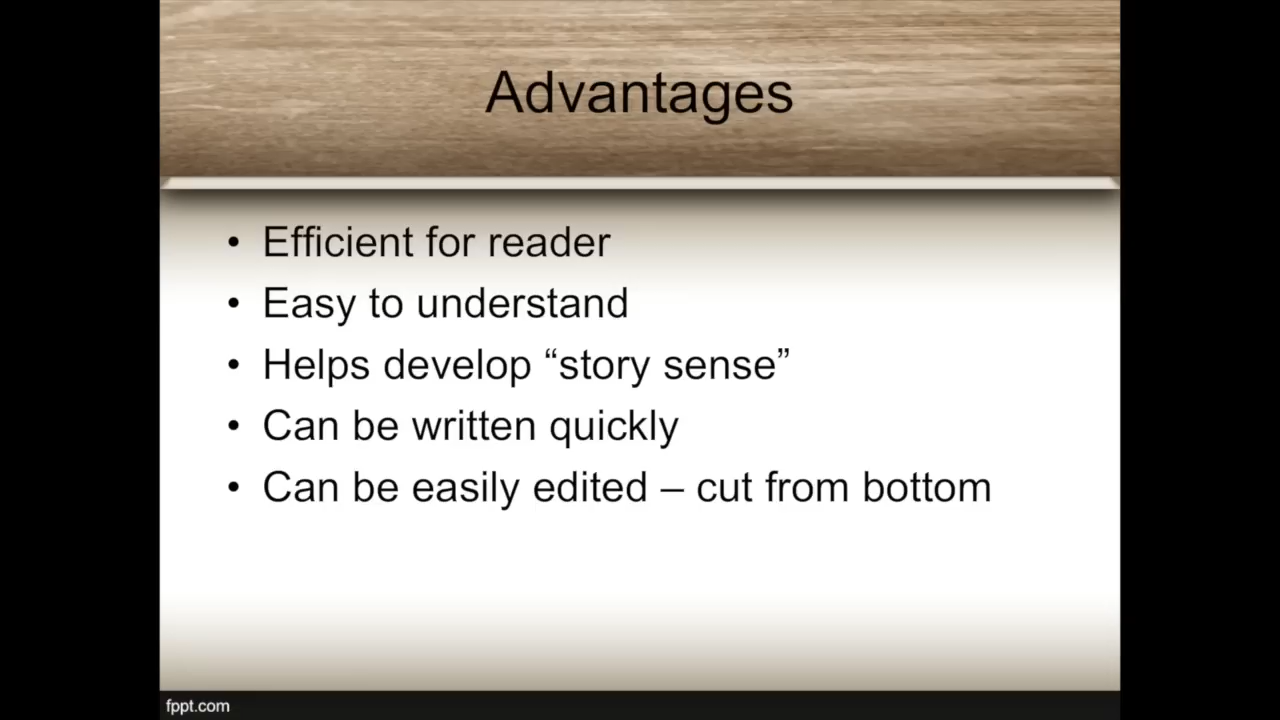 Advantages
• Efficient for reader
• Easy to understand
• Helps develop “story sense”
• Can be written quickly
• Can be easily edited – cut from bottom
fppt.com